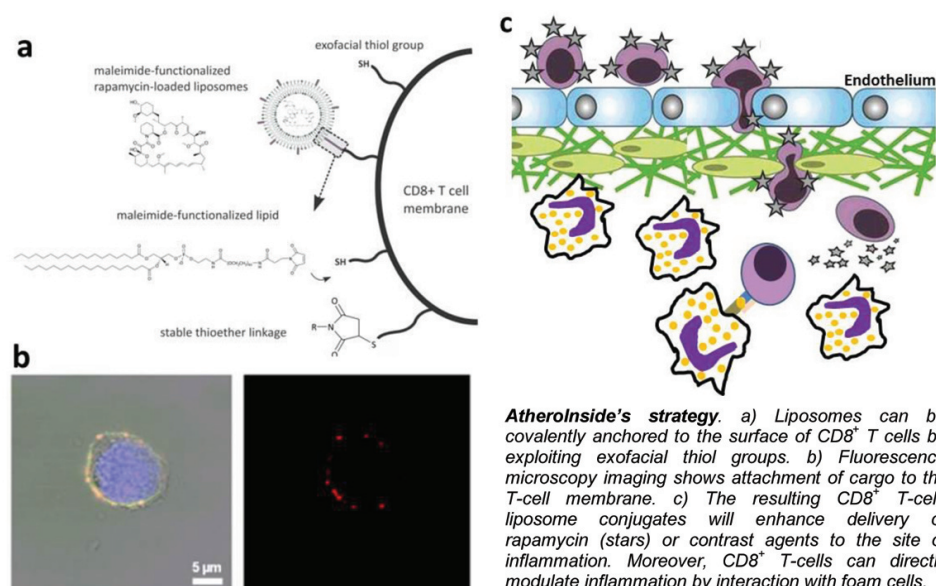 a
exofacial thiol group
SH
maleimide-functionalized
rapamycin-loaded liposomes
CD8+ T cell
membrane
maleimide-functionalized lipid
SH
stable thioether linkage
b
5 µm
c
Endothelium
AtheroInside's strategy. a) Liposomes can b
covalently anchored to the surface of CD8⁺ T cells b
exploiting exofacial thiol groups. b) Fluorescenc
microscopy imaging shows attachment of cargo to th
T-cell membrane. c) The resulting CD8⁺ T-cel
liposome conjugates will enhance delivery o
rapamycin (stars) or contrast agents to the site o
inflammation. Moreover, CD8⁺ T-cells can directl
modulate inflammation by interaction with foam cells.